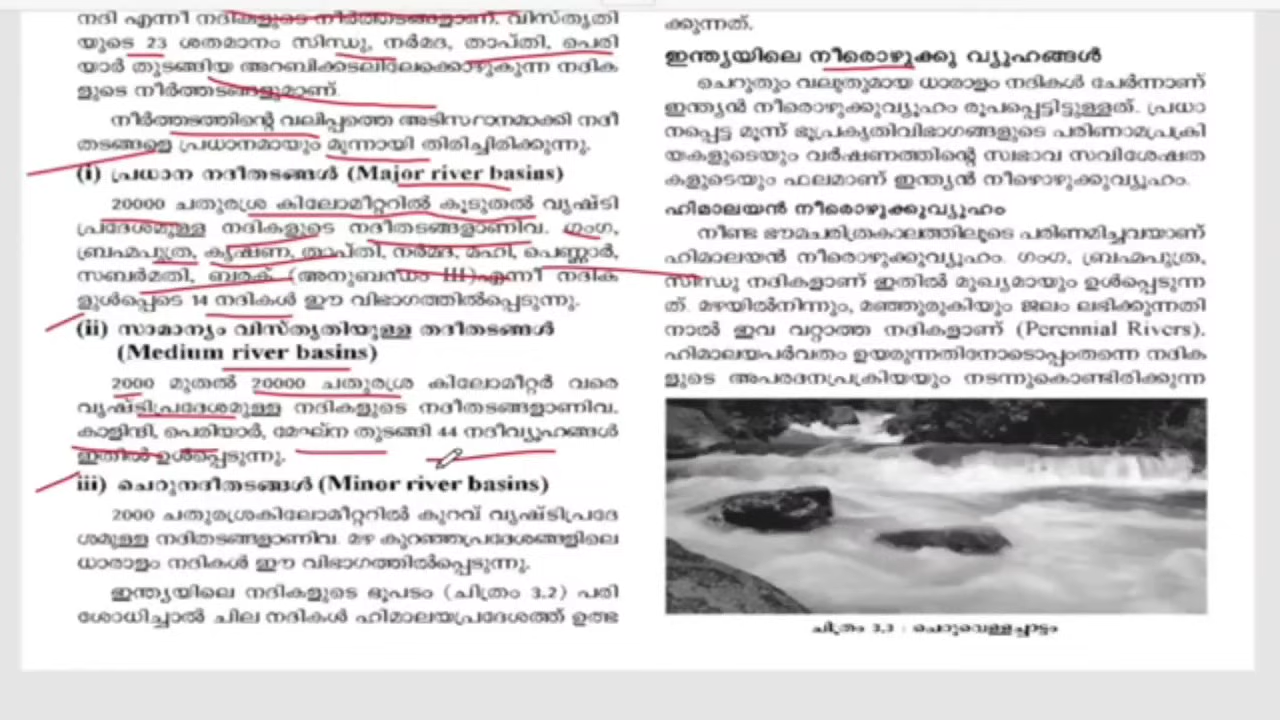 നദി എന്നീ നദികളുടെ നീർത്തടങ്ങളാണ്. വിസ്തൃതി
യുടെ 23 ശതമാനം സിന്ധു, നർമദ, താപ്തി, പെരി
യാർ തുടങ്ങിയ അറബിക്കടലിലേക്കൊഴുകുന്ന നദിക
ളുടെ നീർത്തടങ്ങളുമാണ്.
നീർത്തടത്തിന്റെ വലിപ്പത്തെ അടിസ്ഥാനമാക്കി നദീ
തടങ്ങളെ പ്രധാനമായും മൂന്നായി തിരിച്ചിരിക്കുന്നു.
(i) പ്രധാന നദീതടങ്ങൾ (Major river basins)
20000 ചതുരശ്ര കിലോമീറ്ററിൽ കൂടുതൽ വൃഷ്ടി
പ്രദേശമുള്ള നദികളുടെ നദീതടങ്ങളാണിവ. ഗംഗ,
ബ്രഹ്മപുത്ര, കൃഷ്ണ, താപ്തി, നർമദ, മഹി, പെണ്ണാർ,
സബർമതി, ബരക് (അനുബന്ധം III) എന്നീ നദിക
ളുൾപ്പെടെ 14 നദികൾ ഈ വിഭാഗത്തിൽപ്പെടുന്നു.
(ii) സാമാന്യം വിസ്തൃതിയുള്ള തദീതടങ്ങൾ
(Medium river basins)
2000 മുതൽ 20000 ചതുരശ്ര കിലോമീറ്റർ വരെ
വൃഷ്ടിപ്രദേശമുള്ള നദികളുടെ നദീതടങ്ങളാണിവ.
കാളിന്ദി, പെരിയാർ, മേഘ്ന തുടങ്ങി 44 നദീവ്യൂഹങ്ങൾ
ഇതിൽ ഉൾപ്പെടുന്നു.
iii) ചെറുനദീതടങ്ങൾ (Minor river basins)
2000 ചതുരശ്രകിലോമീറ്ററിൽ കുറവ് വൃഷ്ടിപ്രദേ
ശമുള്ള നദിതടങ്ങളാണിവ. മഴ കുറഞ്ഞപ്രദേശങ്ങളിലെ
ധാരാളം നദികൾ ഈ വിഭാഗത്തിൽപ്പെടുന്നു.
ഇന്ത്യയിലെ നദികളുടെ ഭൂപടം (ചിത്രം 3.2) പരി
ശോധിച്ചാൽ ചില നദികൾ ഹിമാലയപ്രദേശത്ത് ഉത്ഭ
ക്കുന്നത്.
ഇന്ത്യയിലെ നീരൊഴുക്കു വ്യൂഹങ്ങൾ
ചെറുതും വലുതുമായ ധാരാളം നദികൾ ചേർന്നാണ്
ഇന്ത്യൻ നീരൊഴുക്കുവ്യൂഹം രൂപപ്പെട്ടിട്ടുള്ളത്. പ്രധാ
നപ്പെട്ട മൂന്ന് ഭൂപ്രകൃതിവിഭാഗങ്ങളുടെ പരിണാമപ്രക്രി
യകളുടെയും വർഷണത്തിന്റെ സ്വഭാവ സവിശേഷത
കളുടെയും ഫലമാണ് ഇന്ത്യൻ നീരൊഴുക്കുവ്യൂഹം.
ഹിമാലയൻ നീരൊഴുക്കുവ്യൂഹം
നീണ്ട ഭൗമചരിത്രകാലത്തിലൂടെ പരിണമിച്ചവയാണ്
ഹിമാലയൻ നീരൊഴുക്കുവ്യൂഹം. ഗംഗ, ബ്രഹ്മപുത്ര,
സിന്ധു നദികളാണ് ഇതിൽ മുഖ്യമായും ഉൾപ്പെടുന്ന
ത്. മഴയിൽനിന്നും, മഞ്ഞുരുകിയും ജലം ലഭിക്കുന്നതി
നാൽ ഇവ വറ്റാത്ത നദികളാണ് (Perennial Rivers).
ഹിമാലയപർവതം ഉയരുന്നതിനോടൊപ്പംതന്നെ നദിക
ളുടെ അപരദനപ്രക്രിയയും നടന്നുകൊണ്ടിരിക്കുന്ന
ചിത്രം 3.3 : ചെറുവെള്ളച്ചാട്ടം